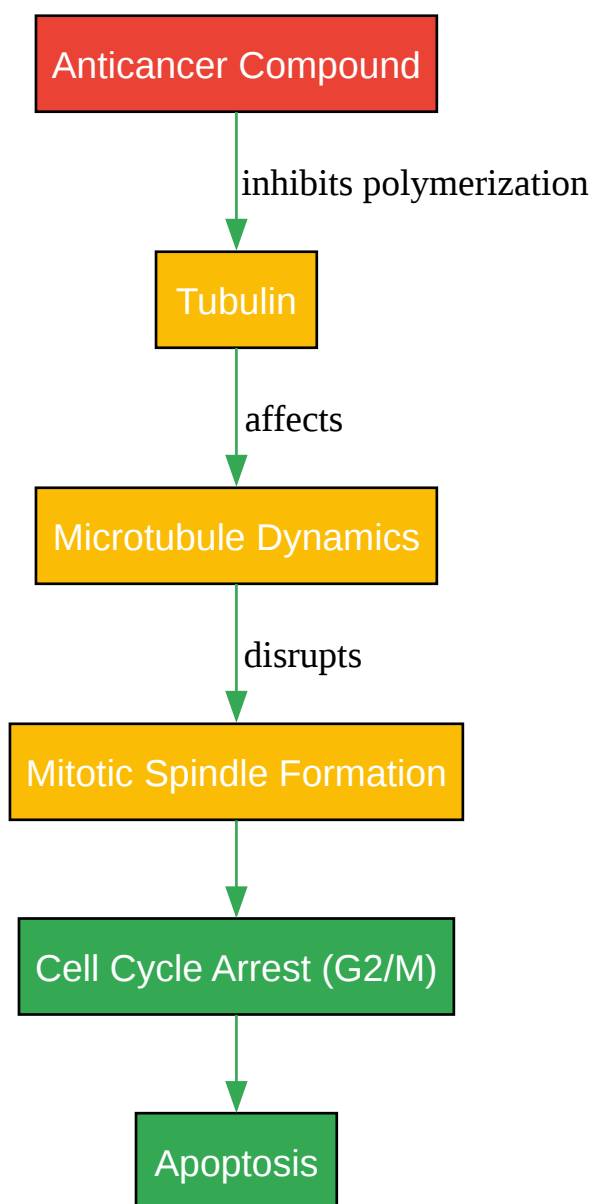 Anticancer Compound
inhibits polymerization
Tubulin
affects
Microtubule Dynamics
disrupts
Mitotic Spindle Formation
Cell Cycle Arrest (G2/M)
Apoptosis